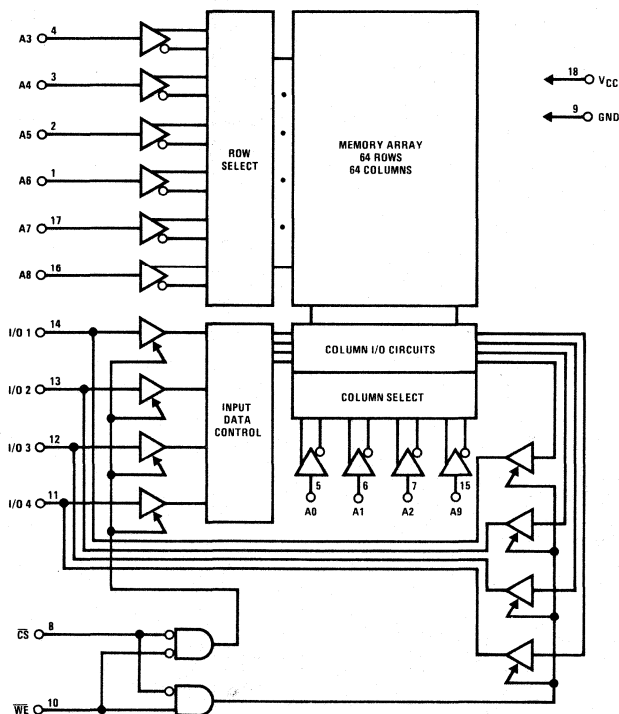 A3 4
A4 3
A5 2
A6 1
A7 17
A8 16
ROW
SELECT
MEMORY ARRAY
64 ROWS
64 COLUMNS
18 VCC
9 GND
I/O 1 14
I/O 2 13
I/O 3 12
I/O 4 11
INPUT
DATA
CONTROL
COLUMN I/O CIRCUITS
COLUMN SELECT
5 6 7 15
A0 A1 A2 A9
C̅S̅ 8
W̅E̅ 10